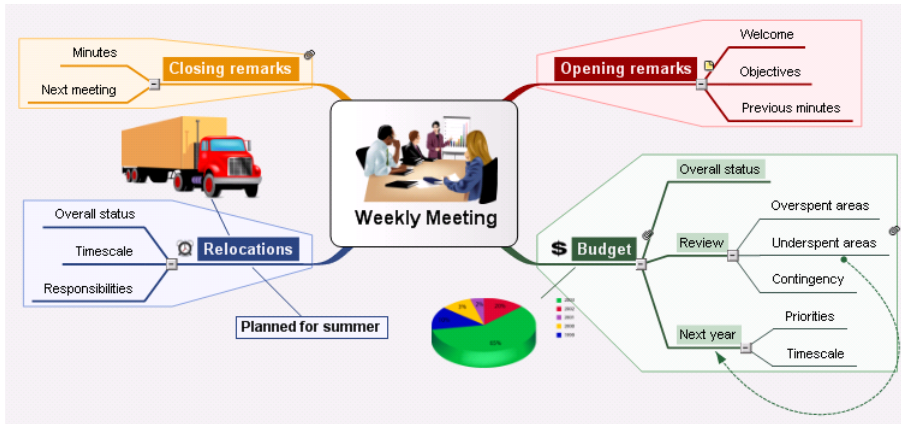 Weekly Meeting
Opening remarks
Welcome
Objectives
Previous minutes
$ Budget
Overall status
Review
Overspent areas
Underspent areas
Contingency
Next year
Priorities
Timescale
Relocations
Overall status
Timescale
Responsibilities
Planned for summer
Closing remarks
Minutes
Next meeting